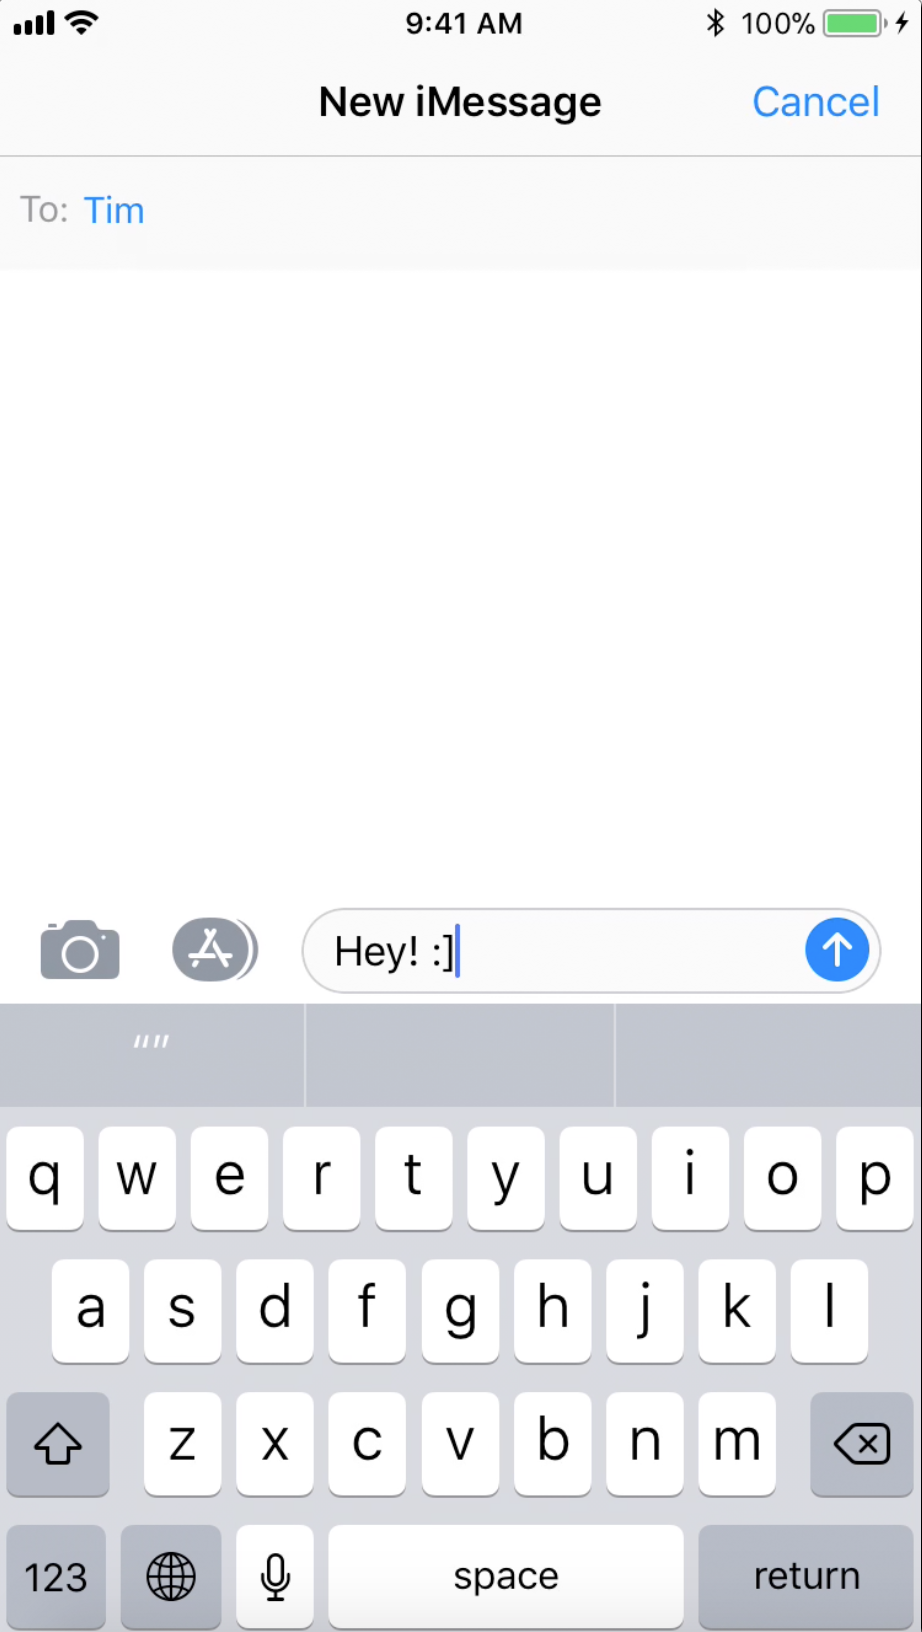 9:41 AM 100%
New iMessage Cancel
To: Tim
Hey! :]
“”
q w e r t y u i o p
a s d f g h j k l
z x c v b n m
123 space return